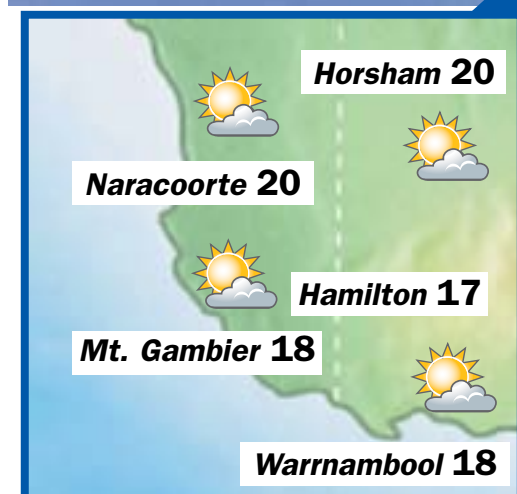 Horsham 20
Naracoorte 20
Hamilton 17
Mt. Gambier 18
Warrnambool 18